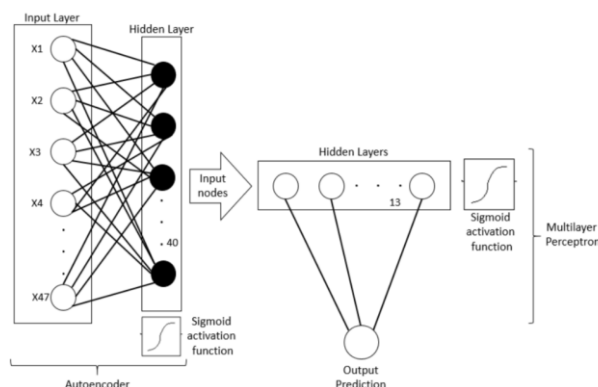 Input Layer
Hidden Layer
X1
X2
X3
X4
X47
40
Sigmoid
activation
function
Autoencoder
Input
nodes
Hidden Layers
13
Sigmoid
activation
function
Multilayer
Perceptron
Output
Prediction